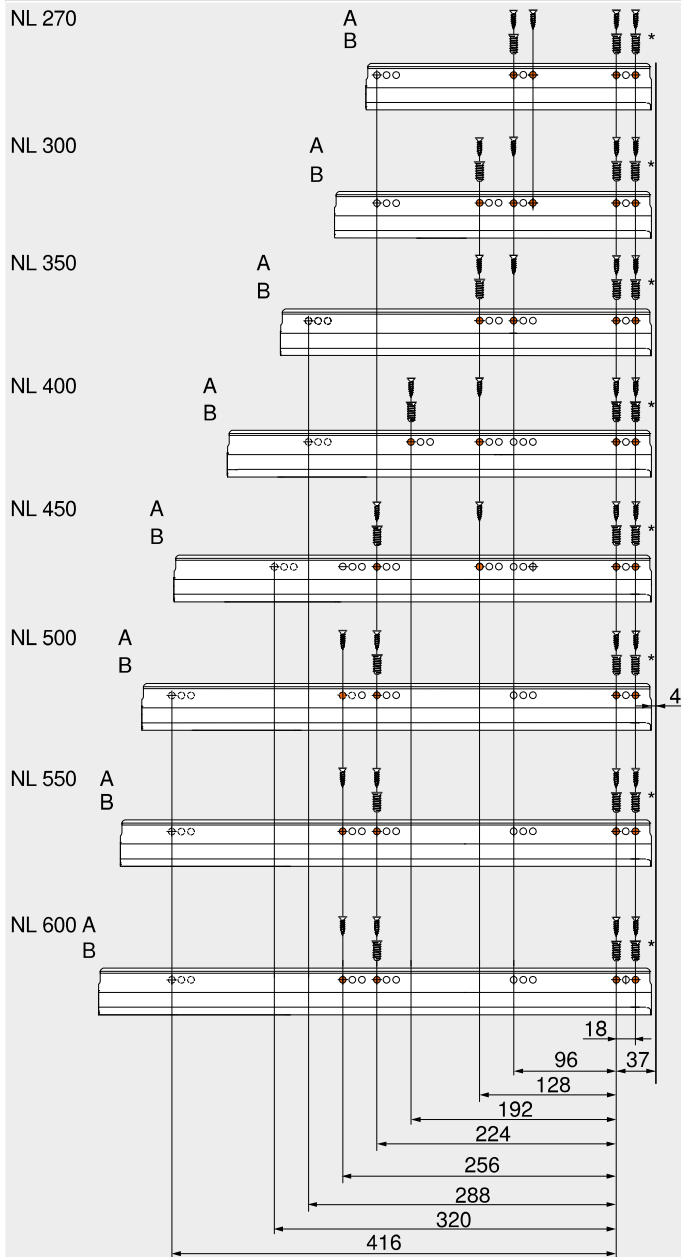 NL 270 A
B *
NL 300 A
B *
NL 350 A
B *
NL 400 A
B *
NL 450 A
B *
NL 500 A
B *
4
NL 550 A
B *
NL 600 A
B *
18
96 37
128
192
224
256
288
320
416